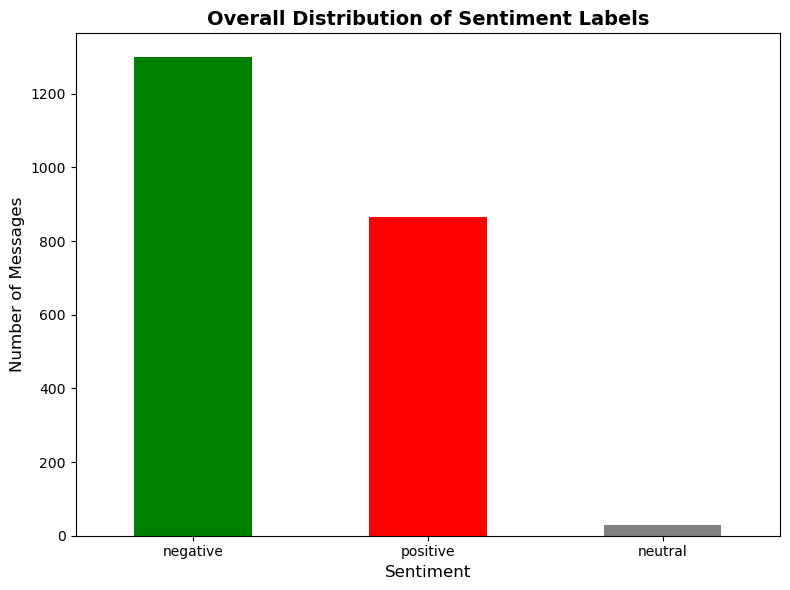 Overall Distribution of Sentiment Labels
Number of Messages
1200
1000
800
600
400
200
0
negative
positive
neutral
Sentiment